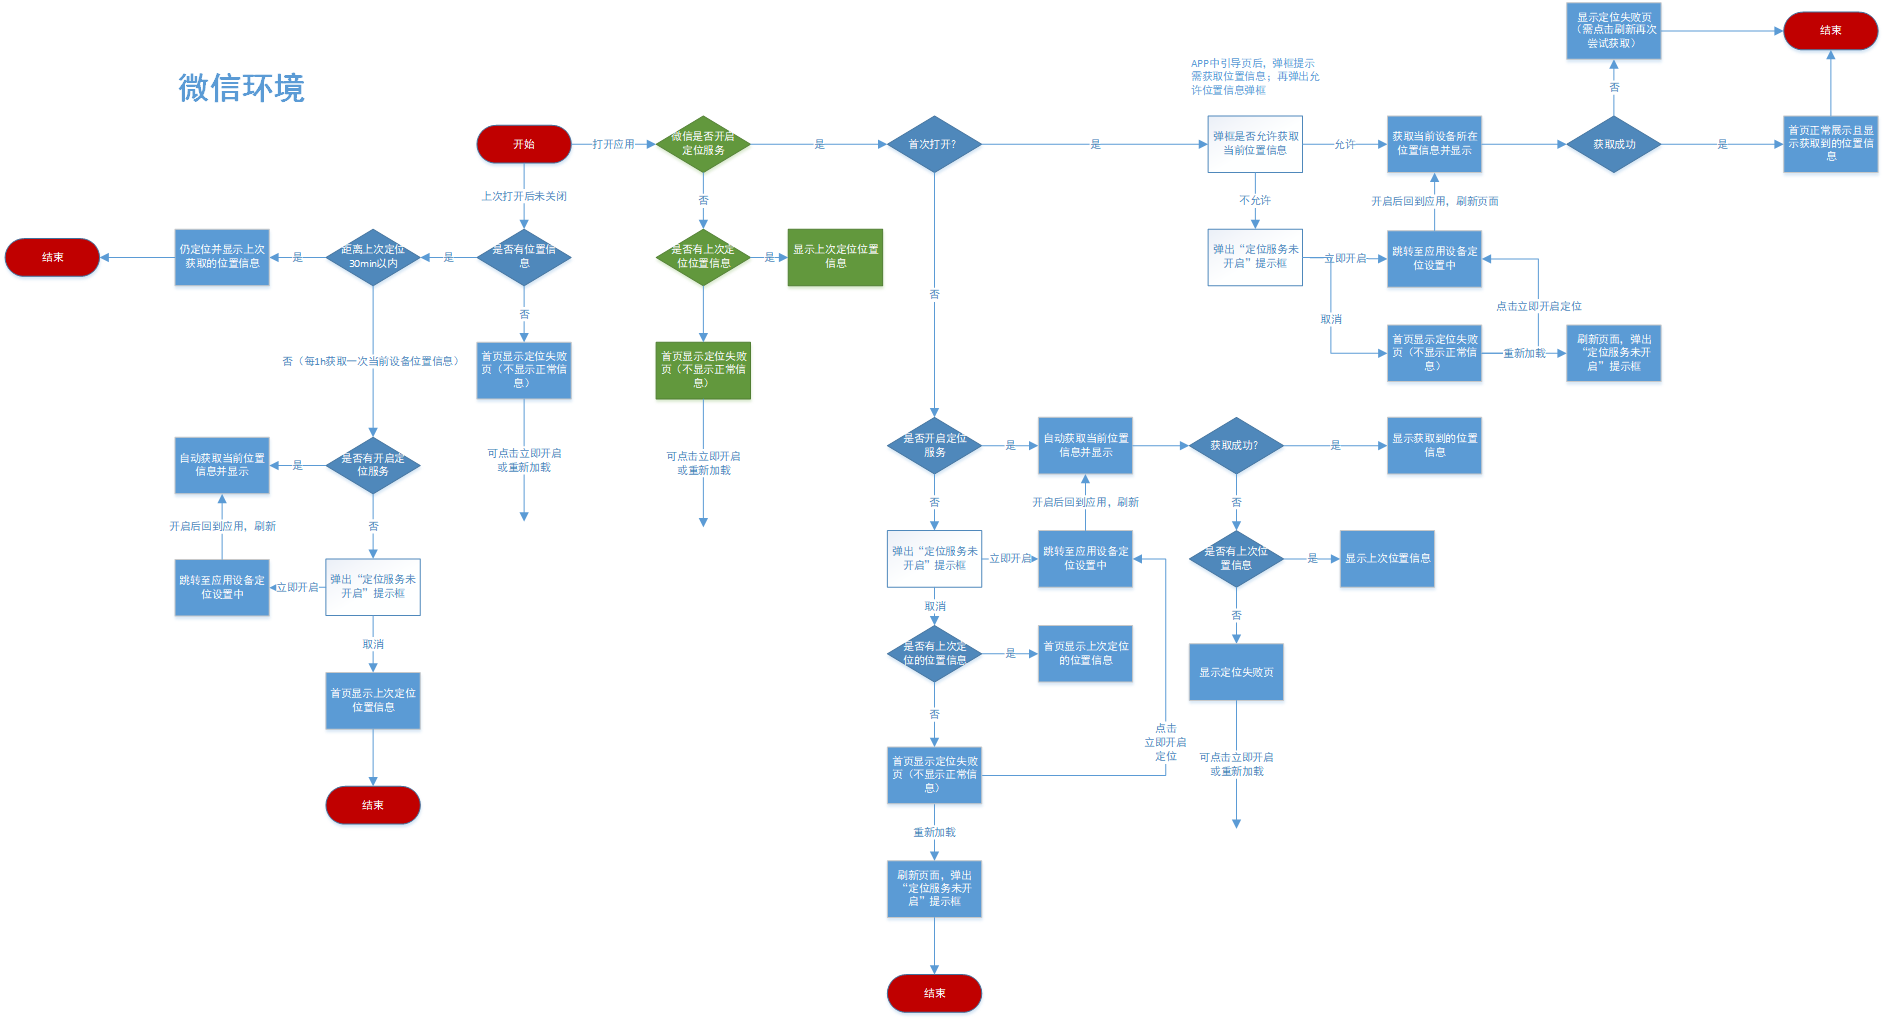 显示定位失败页
（需点击刷新再次
尝试获取）
结束
微信环境
APP中引导页后，弹框提示
需获取位置信息；再弹出允
许位置信息弹框
否
开始
打开应用
微信是否开启
定位服务
是
首次打开?
是
弹框是否允许获取
当前位置信息
允许
获取当前设备所在
位置信息并显示
获取成功
是
首页正常展示且显
示获取到的位置信
息
上次打开后未关闭
否
不允许
开启后回到应用，刷新页面
结束
仍定位并显示上次
获取的位置信息
是
距离上次定位
30min以内
是
是否有位置信
息
是否有上次定
位位置信息
是
显示上次定位位置
信息
弹出“定位服务未
开启”提示框
立即开启
跳转至应用设备定
位设置中
否
否
取消
点击立即开启定位
否（每1h获取一次当前设备位置信息）
首页显示定位失败
页（不显示正常信
息）
首页显示定位失败
页（不显示正常信
息）
首页显示定位失败
页（不显示正常信
息）
重新加载
刷新页面，弹出
“定位服务未开
启”提示框
自动获取当前位置
信息并显示
是
是否有开启定
位服务
可点击立即开启
或重新加载
可点击立即开启
或重新加载
是否开启定位
服务
是
自动获取当前位置
信息并显示
获取成功?
是
显示获取到的位置
信息
开启后回到应用，刷新
否
否
开启后回到应用，刷新
否
跳转至应用设备定
位设置中
立即开启
弹出“定位服务未
开启”提示框
弹出“定位服务未
开启”提示框
立即开启
跳转至应用设备定
位设置中
是否有上次位
置信息
是
显示上次位置信息
取消
取消
否
首页显示上次定位
位置信息
是否有上次定
位的位置信息
是
首页显示上次定位
的位置信息
显示定位失败页
否
点击
立即开启
定位
结束
首页显示定位失败
页（不显示正常信
息）
可点击立即开启
或重新加载
重新加载
刷新页面，弹出
“定位服务未开
启”提示框
结束